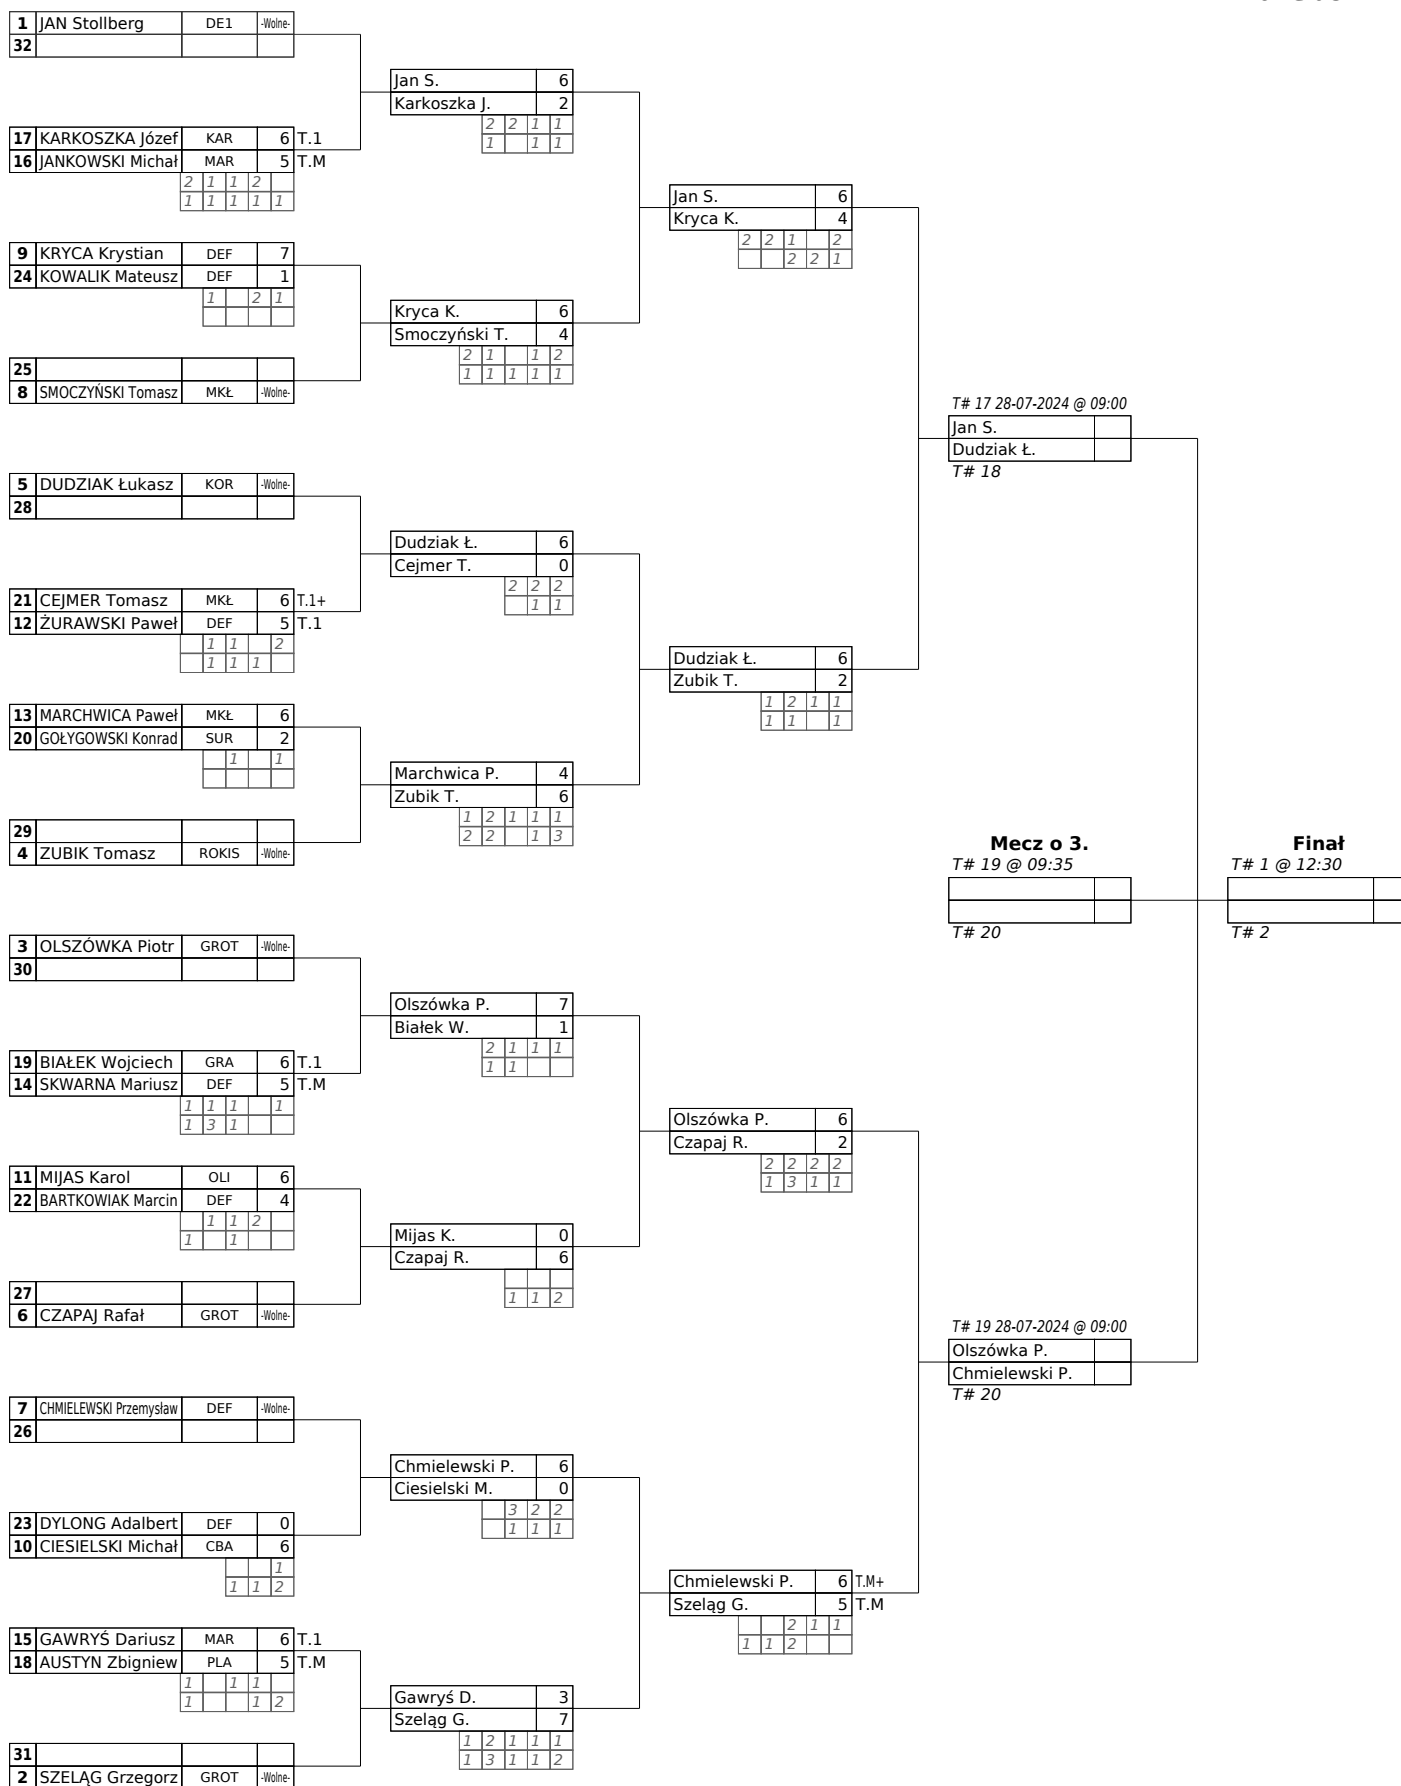 1 JAN Stollberg DE1 -Wolne-
32
Jan S. 6
Karkoszka J. 2
2 2 1 1
1 1 1
17 KARKOSZKA Józef KAR 6 T.1
16 JANKOWSKI Michał MAR 5 T.M
2 1 1 2
1 1 1 1 1
Jan S. 6
Kryca K. 4
2 2 1 2
2 2 1
9 KRYCA Krystian DEF 7
24 KOWALIK Mateusz DEF 1
1 2 1
Kryca K. 6
Smoczyński T. 4
2 1 1 2
1 1 1 1 1
25
8 SMOCZYŃSKI Tomasz MKŁ -Wolne-
T# 17 28-07-2024 @ 09:00
Jan S.
Dudziak Ł.
T# 18
5 DUDZIAK Łukasz KOR -Wolne-
28
Dudziak Ł. 6
Cejmer T. 0
2 2 2
1 1
21 CEJMER Tomasz MKŁ 6 T.1+
12 ŻURAWSKI Paweł DEF 5 T.1
1 1 2
1 1 1
Dudziak Ł. 6
Zubik T. 2
1 2 1 1
1 1 1
13 MARCHWICA Paweł MKŁ 6
20 GOŁYGOWSKI Konrad SUR 2
1 1
Marchwica P. 4
Zubik T. 6
1 2 1 1 1
2 2 1 3
29
4 ZUBIK Tomasz ROKIS -Wolne-
Mecz o 3. Finał
T# 19 @ 09:35 T# 1 @ 12:30
T# 20 T# 2
3 OLSZÓWKA Piotr GROT -Wolne-
30
Olszówka P. 7
Białek W. 1
2 1 1 1
1 1
19 BIAŁEK Wojciech GRA 6 T.1
14 SKWARNA Mariusz DEF 5 T.M
1 1 1 1
1 3 1
Olszówka P. 6
Czapaj R. 2
2 2 2 2
1 3 1 1
11 MIJAS Karol OLI 6
22 BARTKOWIAK Marcin DEF 4
1 1 2
1 1
Mijas K. 0
Czapaj R. 6
1 1 2
27
6 CZAPAJ Rafał GROT -Wolne-
T# 19 28-07-2024 @ 09:00
Olszówka P.
Chmielewski P.
T# 20
7 CHMIELEWSKI Przemysław DEF -Wolne-
26
Chmielewski P. 6
Ciesielski M. 0
3 2 2
1 1 1
23 DYLONG Adalbert DEF 0
10 CIESIELSKI Michał CBA 6
1
1 1 2
Chmielewski P. 6 T.M+
Szeląg G. 5 T.M
2 1 1
1 1 2
15 GAWRYŚ Dariusz MAR 6 T.1
18 AUSTYN Zbigniew PLA 5 T.M
1 1 1
1 1 2
Gawryś D. 3
Szeląg G. 7
1 2 1 1 1
1 3 1 1 2
31
2 SZELĄG Grzegorz GROT -Wolne-